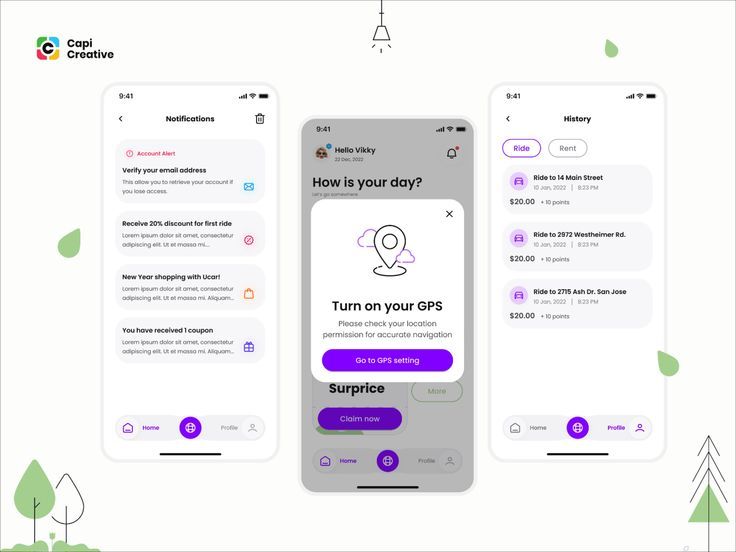 Capi
Creative
9:41
Notifications
Account Alert
Verify your email address
This allow you to retrieve your account if
you lose access.
Receive 20% discount for first ride
Lorem ipsum dolor sit amet, consectetur
adipiscing elit. Ut et massa mi....
New Year shopping with Ucar!
Lorem ipsum dolor sit amet, consectetur
adipiscing elit. Ut et massa mi. Aliquam...
You have received 1 coupon
Lorem ipsum dolor sit amet, consectetur
adipiscing elit. Ut et massa mi. Aliquam...
Home
Profile
9:41
Hello Vikky
22 Dec, 2022
How is your day?
Let's go somewhere
Turn on your GPS
Please check your location
permission for accurate navigation
Go to GPS setting
Surprice
More
Claim now
Home
Profile
9:41
History
Ride
Rent
Ride to 14 Main Street
10 Jan, 2022 | 8:23 PM
$20.00 + 10 points
Ride to 2972 Westheimer Rd.
10 Jan, 2022 | 8:23 PM
$20.00 + 10 points
Ride to 2715 Ash Dr. San Jose
10 Jan, 2022 | 8:23 PM
$20.00 + 10 points
Home
Profile